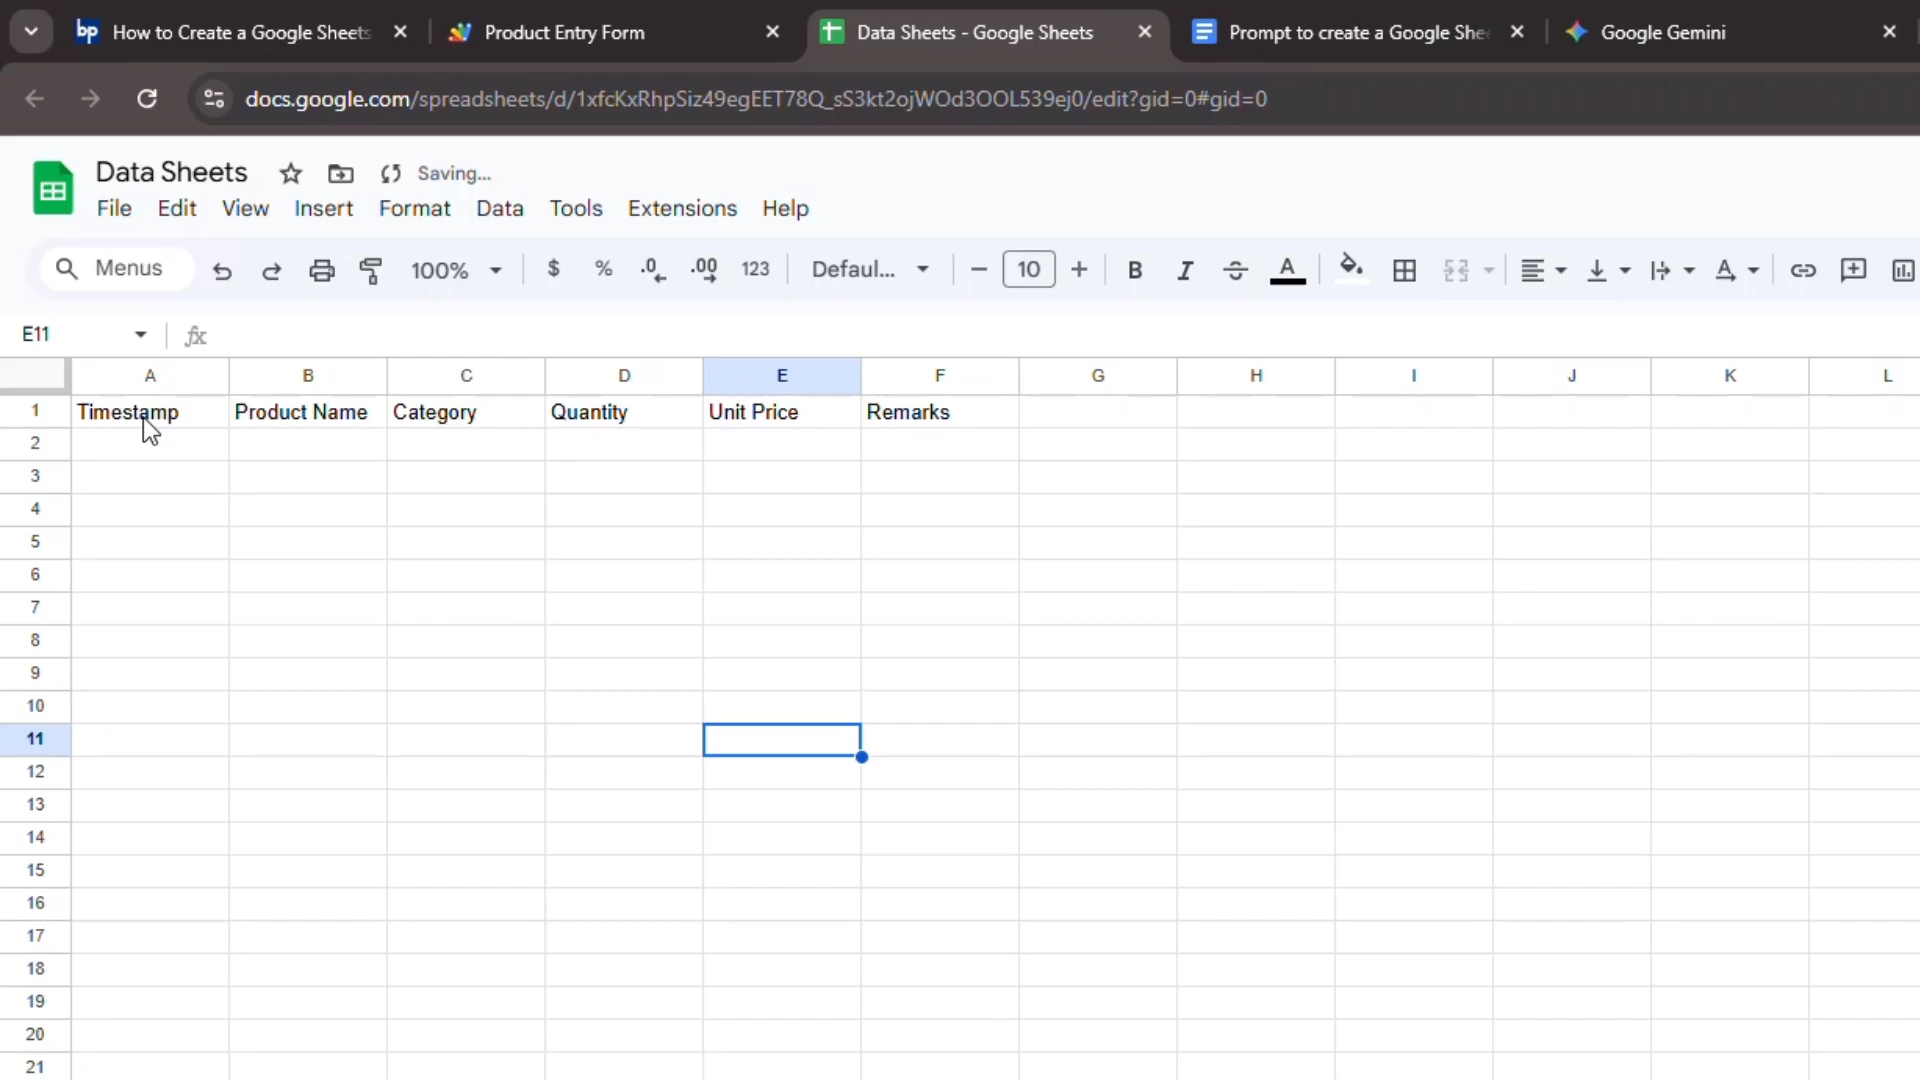 bp How to Create a Google Sheets
Product Entry Form
Data Sheets - Google Sheets
Prompt to create a Google She
Google Gemini
docs.google.com/spreadsheets/d/1xfcKxRhpSiz49egEET78Q_sS3kt2ojWOd3OOL539ej0/edit?gid=0#gid=0
Data Sheets Saving...
File Edit View Insert Format Data Tools Extensions Help
Menus 100% $ % .0 .00 123 Defaul... - 10 + B I S A A
E11 fx
A B C D E F G H I J K L
1 Timestamp Product Name Category Quantity Unit Price Remarks
2
3
4
5
6
7
8
9
10
11
12
13
14
15
16
17
18
19
20
21